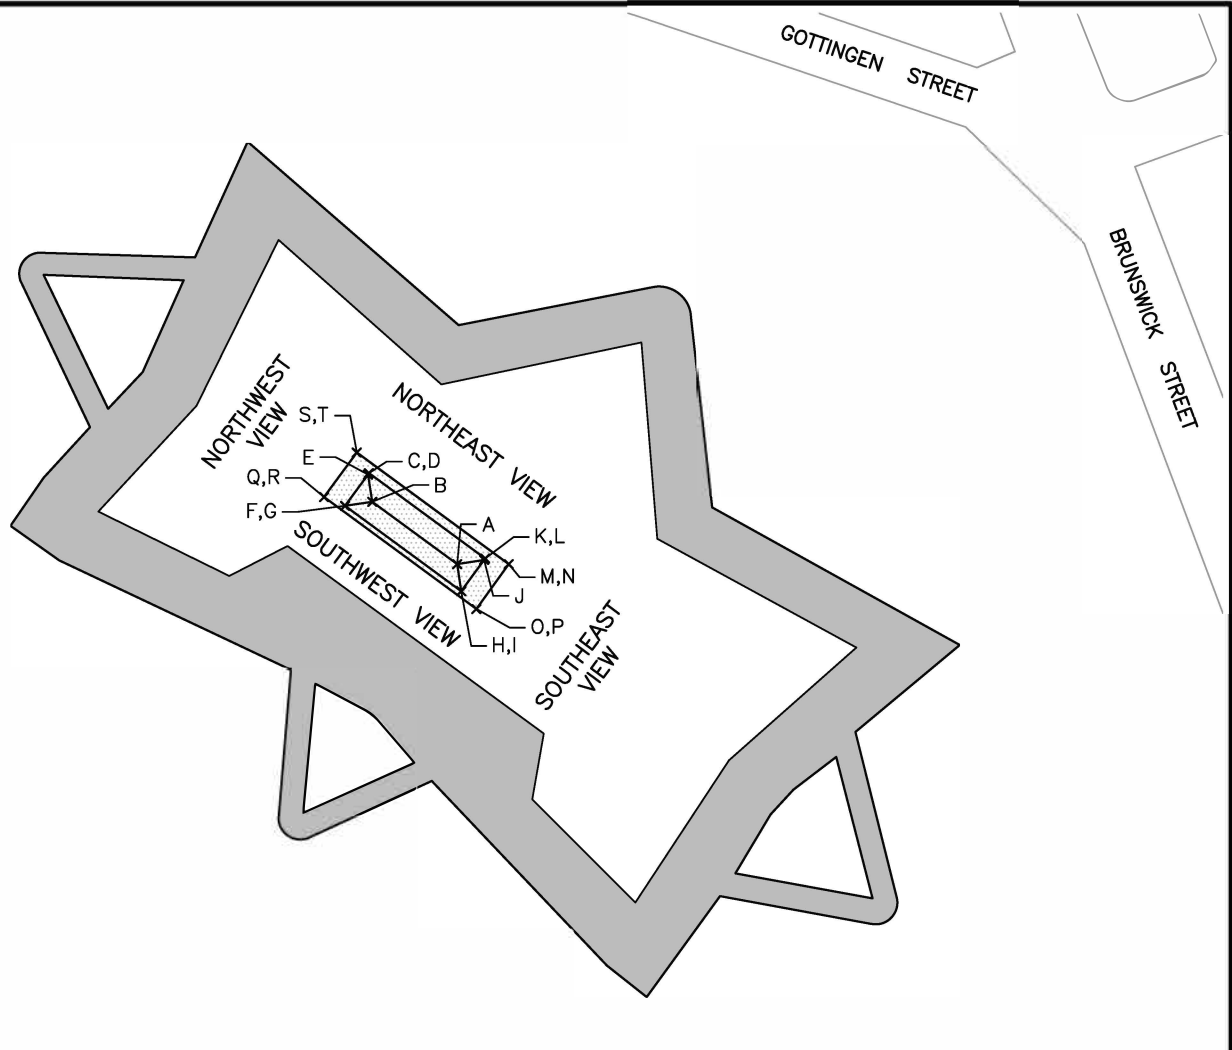 GOTTINGEN STREET
BRUNSWICK STREET
NORTHWEST
VIEW
NORTHEAST VIEW
S,T
E
C,D
Q,R
B
F,G
A
K,L
SOUTHWEST VIEW
M,N
J
O,P
H,I
SOUTHEAST
VIEW